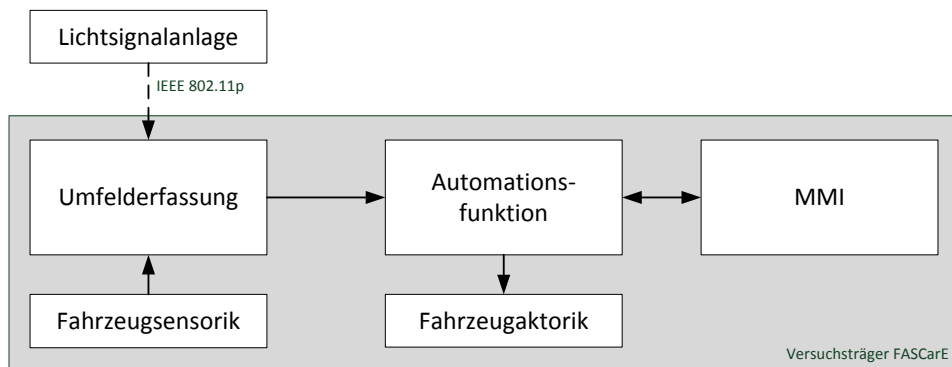 Lichtsignalanlage
IEEE 802.11p
Umfelderfassung
Automations-
funktion
MMI
Fahrzeugsensorik
Fahrzeugaktorik
Versuchsträger FASCarE